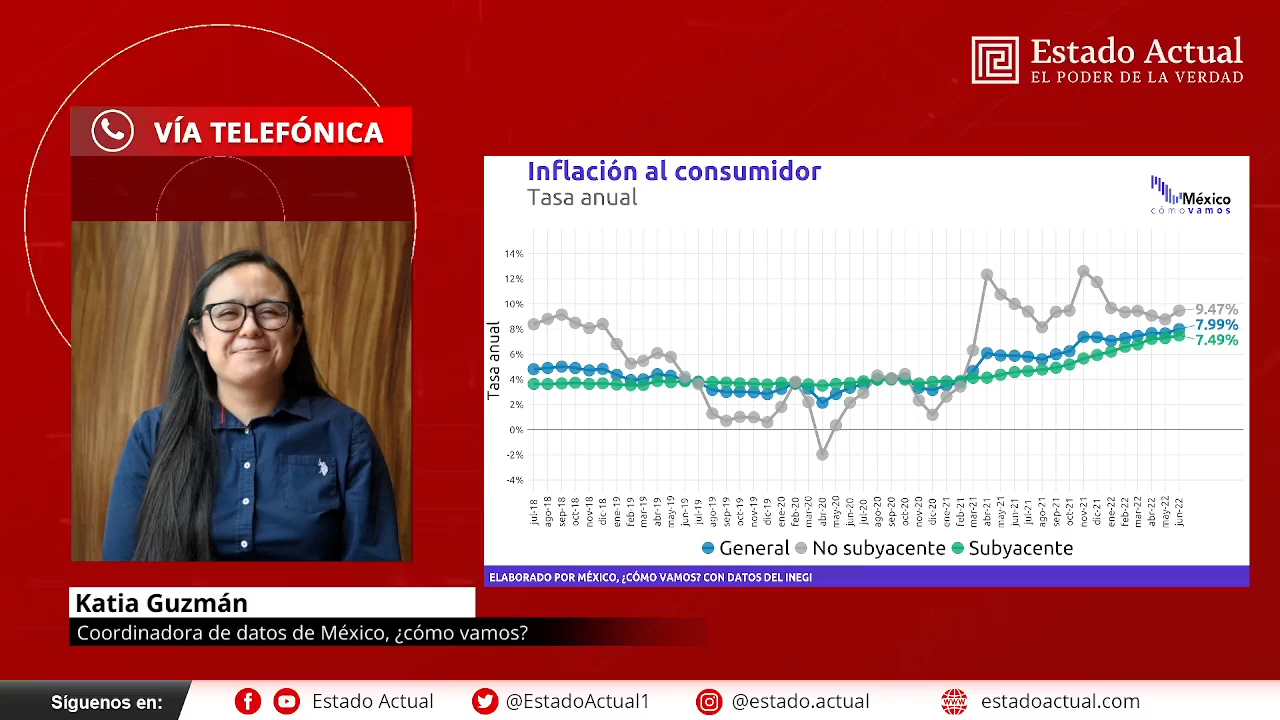 Estado Actual
EL PODER DE LA VERDAD
VÍA TELEFÓNICA
Inflación al consumidor
Tasa anual
México
cómovamos
14%
12%
10%
8%
6%
4%
2%
0%
-2%
-4%
Tasa anual
9.47%
7.99%
7.49%
jul-18
ago-18
sep-18
oct-18
nov-18
dic-18
ene-19
feb-19
mar-19
abr-19
may-19
jun-19
jul-19
ago-19
sep-19
oct-19
nov-19
dic-19
ene-20
feb-20
mar-20
abr-20
may-20
jun-20
jul-20
ago-20
sep-20
oct-20
nov-20
dic-20
ene-21
feb-21
mar-21
abr-21
may-21
jun-21
jul-21
ago-21
sep-21
oct-21
nov-21
dic-21
ene-22
feb-22
mar-22
abr-22
may-22
jun-22
General No subyacente Subyacente
ELABORADO POR MÉXICO, ¿CÓMO VAMOS? CON DATOS DEL INEGI
Katia Guzmán
Coordinadora de datos de México, ¿cómo vamos?
Síguenos en: Estado Actual @EstadoActual1 @estado.actual estadoactual.com